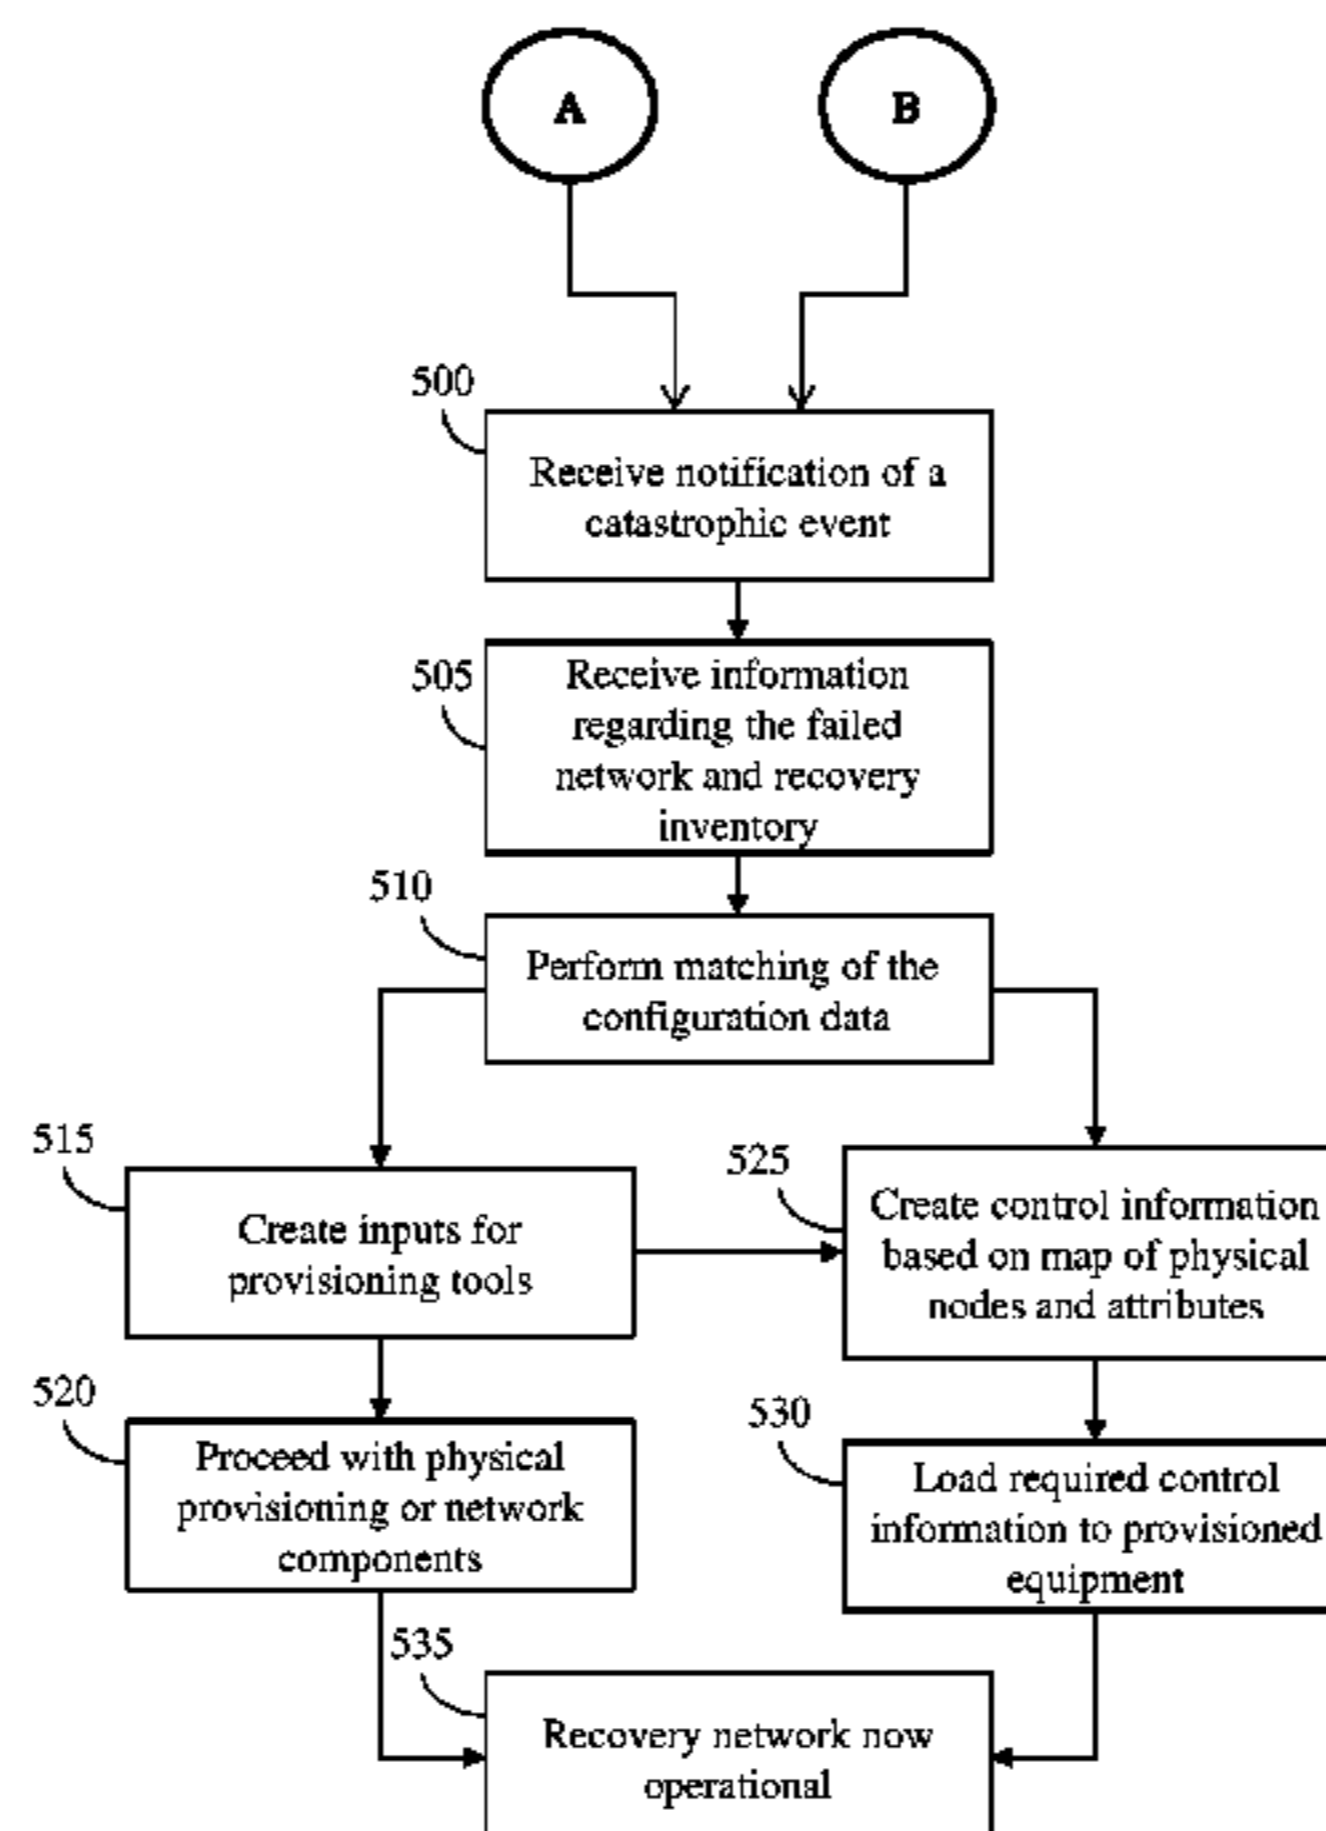 A
B
500
Receive notification of a
catastrophic event
505
Receive information
regarding the failed
network and recovery
inventory
510
Perform matching of the
configuration data
515
Create inputs for
provisioning tools
525
Create control information
based on map of physical
nodes and attributes
520
Proceed with physical
provisioning or network
components
530
Load required control
information to provisioned
equipment
535
Recovery network now
operational